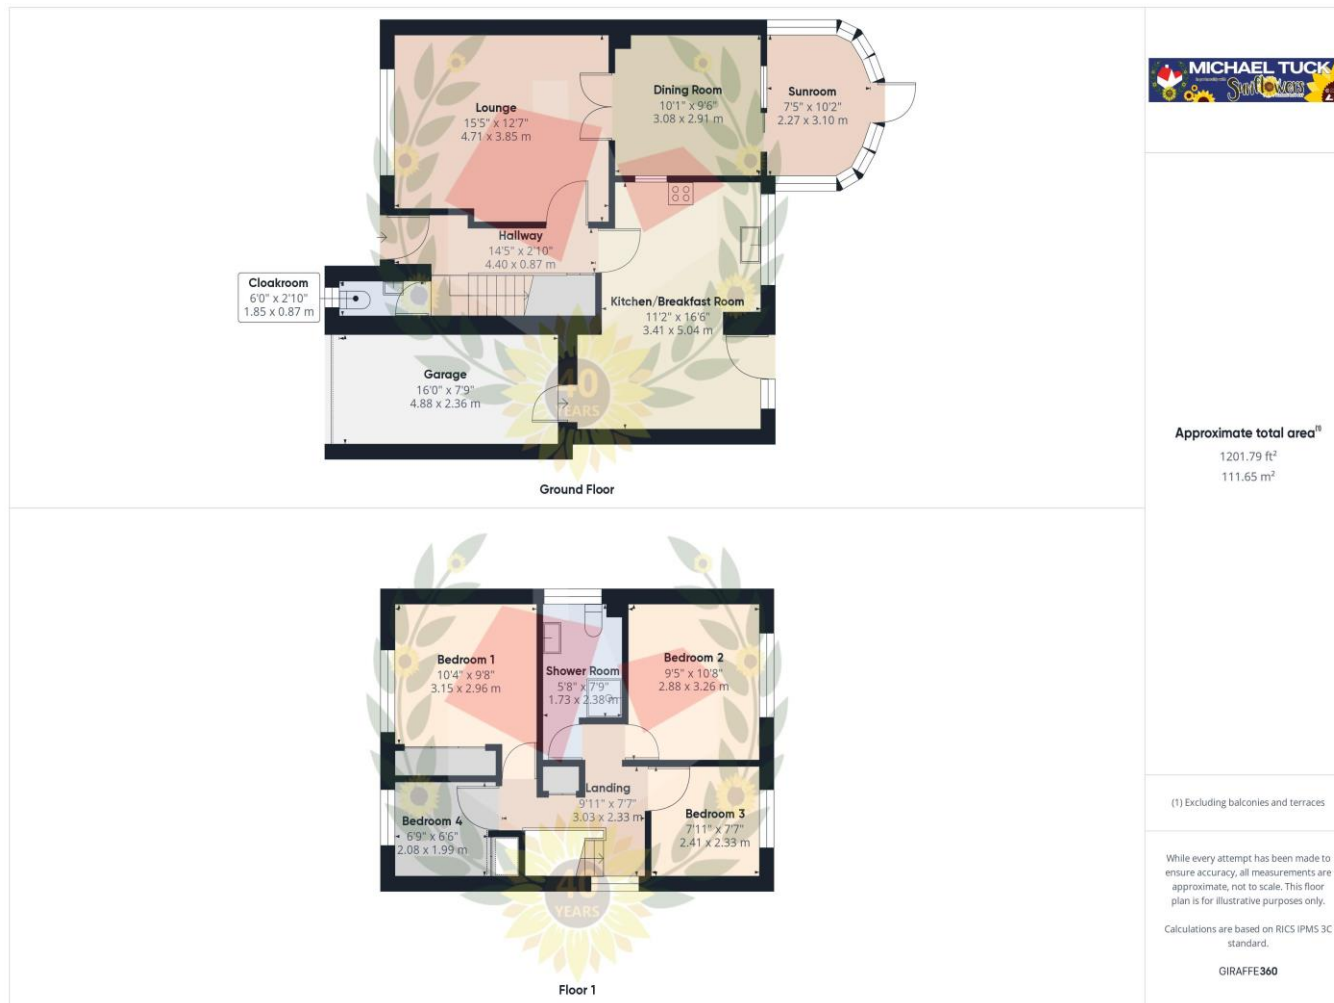 Lounge
15'5" x 12'7"
4.71 x 3.85 m
Dining Room
10'1" x 9'6"
3.08 x 2.91 m
Sunroom
7'5" x 10'2"
2.27 x 3.10 m
Hallway
14'5" x 2'10"
4.40 x 0.87 m
Cloakroom
6'0" x 2'10"
1.85 x 0.87 m
Kitchen/Breakfast Room
11'2" x 16'6"
3.41 x 5.04 m
Garage
16'0" x 7'9"
4.88 x 2.36 m
40
YEARS
Ground Floor
Bedroom 1
10'4" x 9'8"
3.15 x 2.96 m
Shower Room
5'8" x 7'9"
1.73 x 2.38 m
Bedroom 2
9'5" x 10'8"
2.88 x 3.26 m
Landing
9'11" x 7'7"
3.03 x 2.33 m
Bedroom 4
6'9" x 6'6"
2.08 x 1.99 m
Bedroom 3
7'11" x 7'7"
2.41 x 2.33 m
40
YEARS
Floor 1
MICHAEL TUCK
Sunflowers
Approximate total area(1)
1201.79 ft²
111.65 m²
(1) Excluding balconies and terraces
While every attempt has been made to
ensure accuracy, all measurements are
approximate, not to scale. This floor
plan is for illustrative purposes only.
Calculations are based on RICS IPMS 3C
standard.
GIRAFFE360